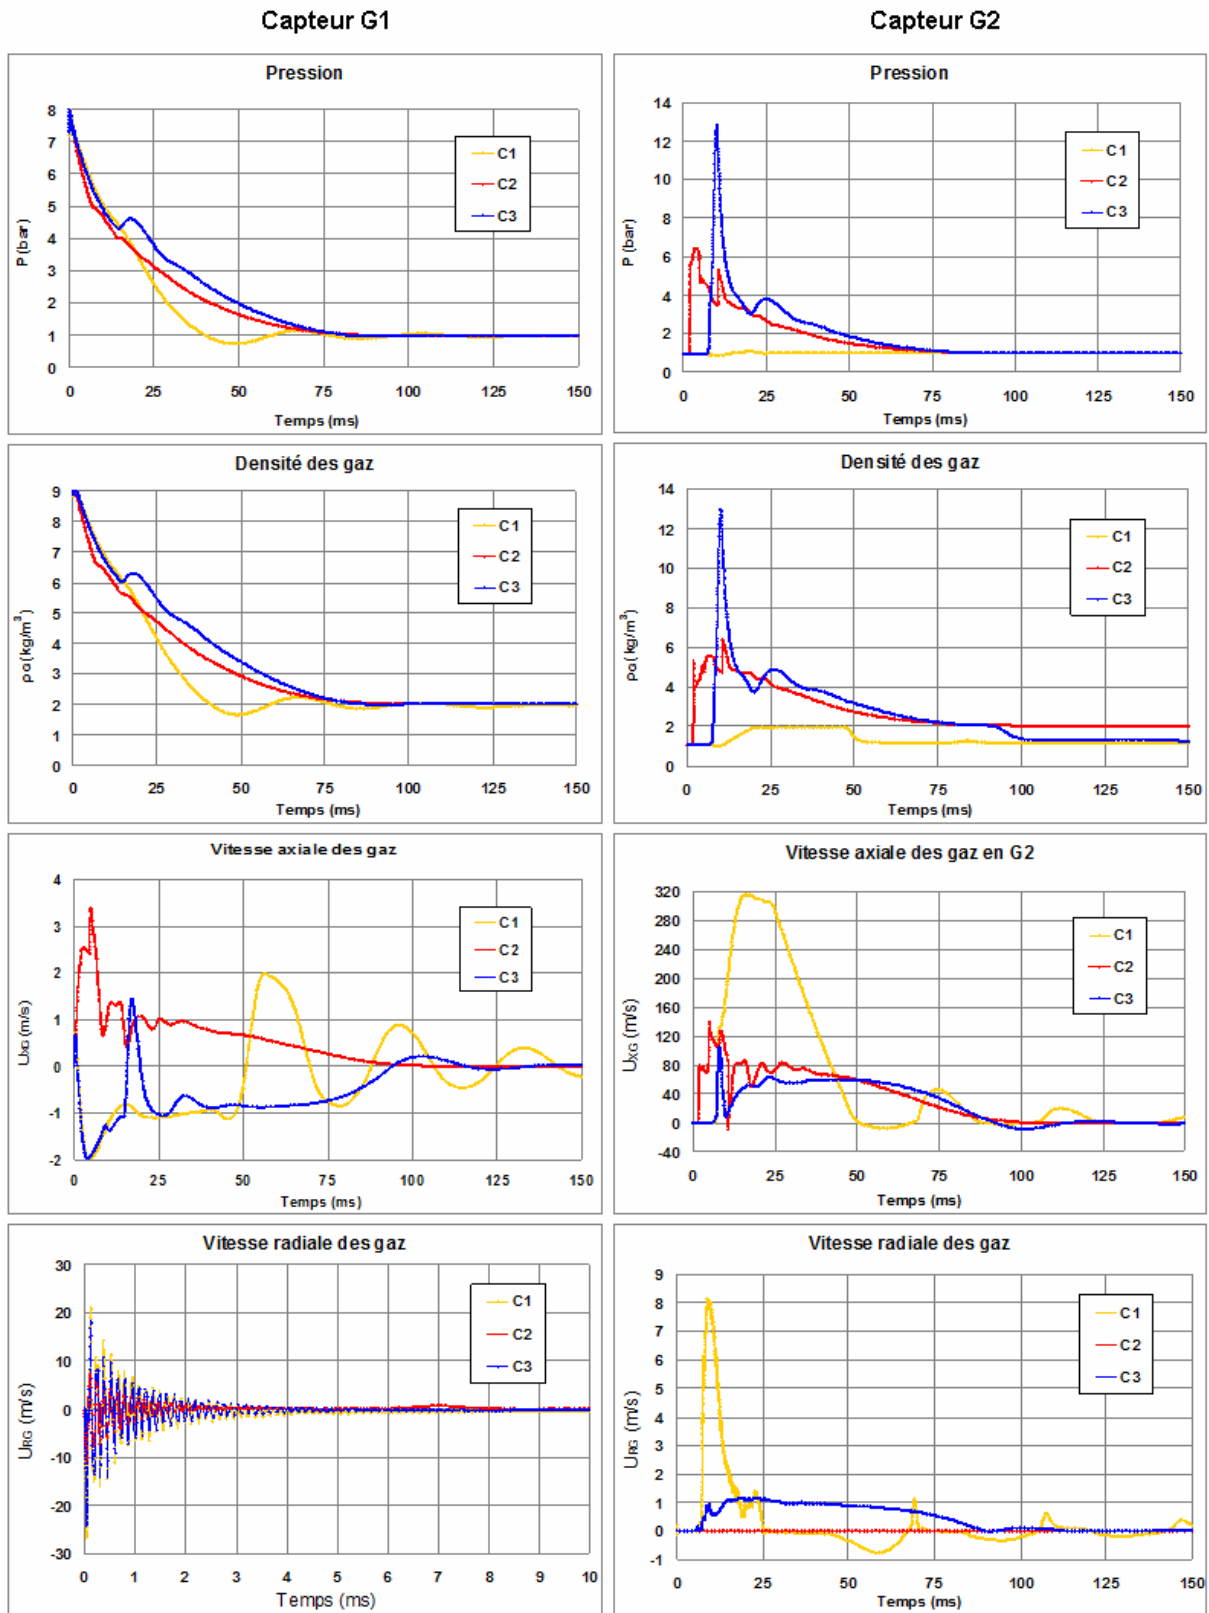 Capteur G1
Capteur G2
Pression
P (bar)
8
7
6
5
4
3
2
1
0
C1
C2
C3
0 25 50 75 100 125 150
Temps (ms)
Pression
P (bar)
14
12
10
8
6
4
2
0
C1
C2
C3
0 25 50 75 100 125 150
Temps (ms)
Densité des gaz
ρG (kg/m³)
9
8
7
6
5
4
3
2
1
0
C1
C2
C3
0 25 50 75 100 125 150
Temps (ms)
Densité des gaz
ρG (kg/m³)
14
12
10
8
6
4
2
0
C1
C2
C3
0 25 50 75 100 125 150
Temps (ms)
Vitesse axiale des gaz
UXG (m/s)
4
3
2
1
0
-1
-2
C1
C2
C3
0 25 50 75 100 125 150
Temps (ms)
Vitesse axiale des gaz en G2
UXG (m/s)
320
280
240
200
160
120
80
40
0
-40
C1
C2
C3
0 25 50 75 100 125 150
Temps (ms)
Vitesse radiale des gaz
URG (m/s)
30
20
10
0
-10
-20
-30
C1
C2
C3
0 1 2 3 4 5 6 7 8 9 10
Temps (ms)
Vitesse radiale des gaz
URG (m/s)
9
8
7
6
5
4
3
2
1
0
-1
C1
C2
C3
0 25 50 75 100 125 150
Temps (ms)